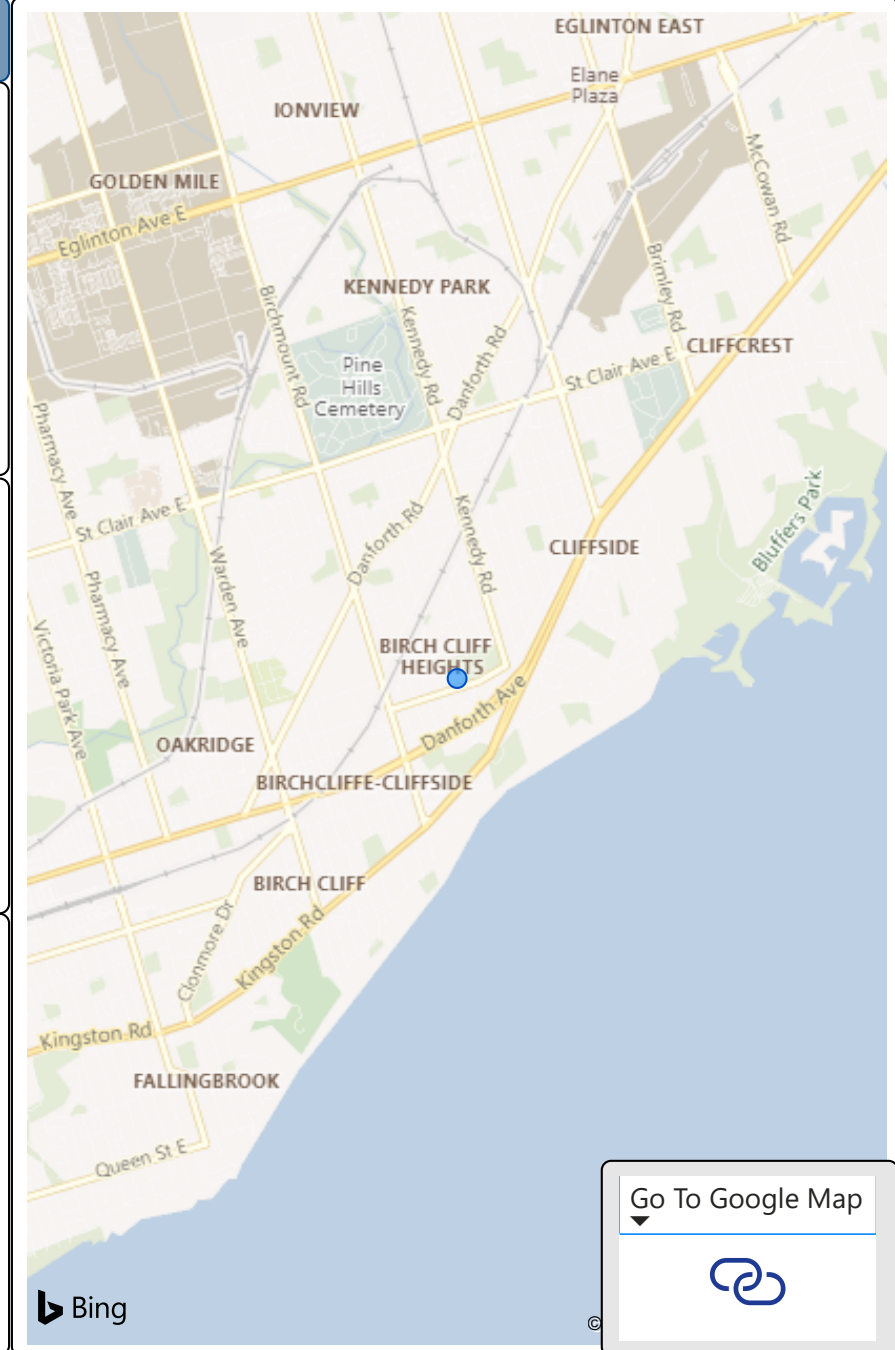 EGLINTON EAST
Elane
Plaza
IONVIEW
McCowan Rd
GOLDEN MILE
Eglinton Ave E
Brimley Rd
KENNEDY PARK
Birchmount Rd
Kennedy Rd
Danforth Rd
CLIFFCREST
Pine
Hills
Cemetery
St Clair Ave E
Pharmacy Ave
Bluffers Park
St Clair Ave E
Danforth Rd
Kennedy Rd
CLIFFSIDE
Warden Ave
Pharmacy Ave
Victoria Park Ave
BIRCH CLIFF
HEIGHTS
Danforth Ave
OAKRIDGE
BIRCHCLIFFE-CLIFFSIDE
BIRCH CLIFF
Clonmore Dr
Kingston Rd
Kingston Rd
FALLINGBROOK
Queen St E
Go To Google Map
Bing
©